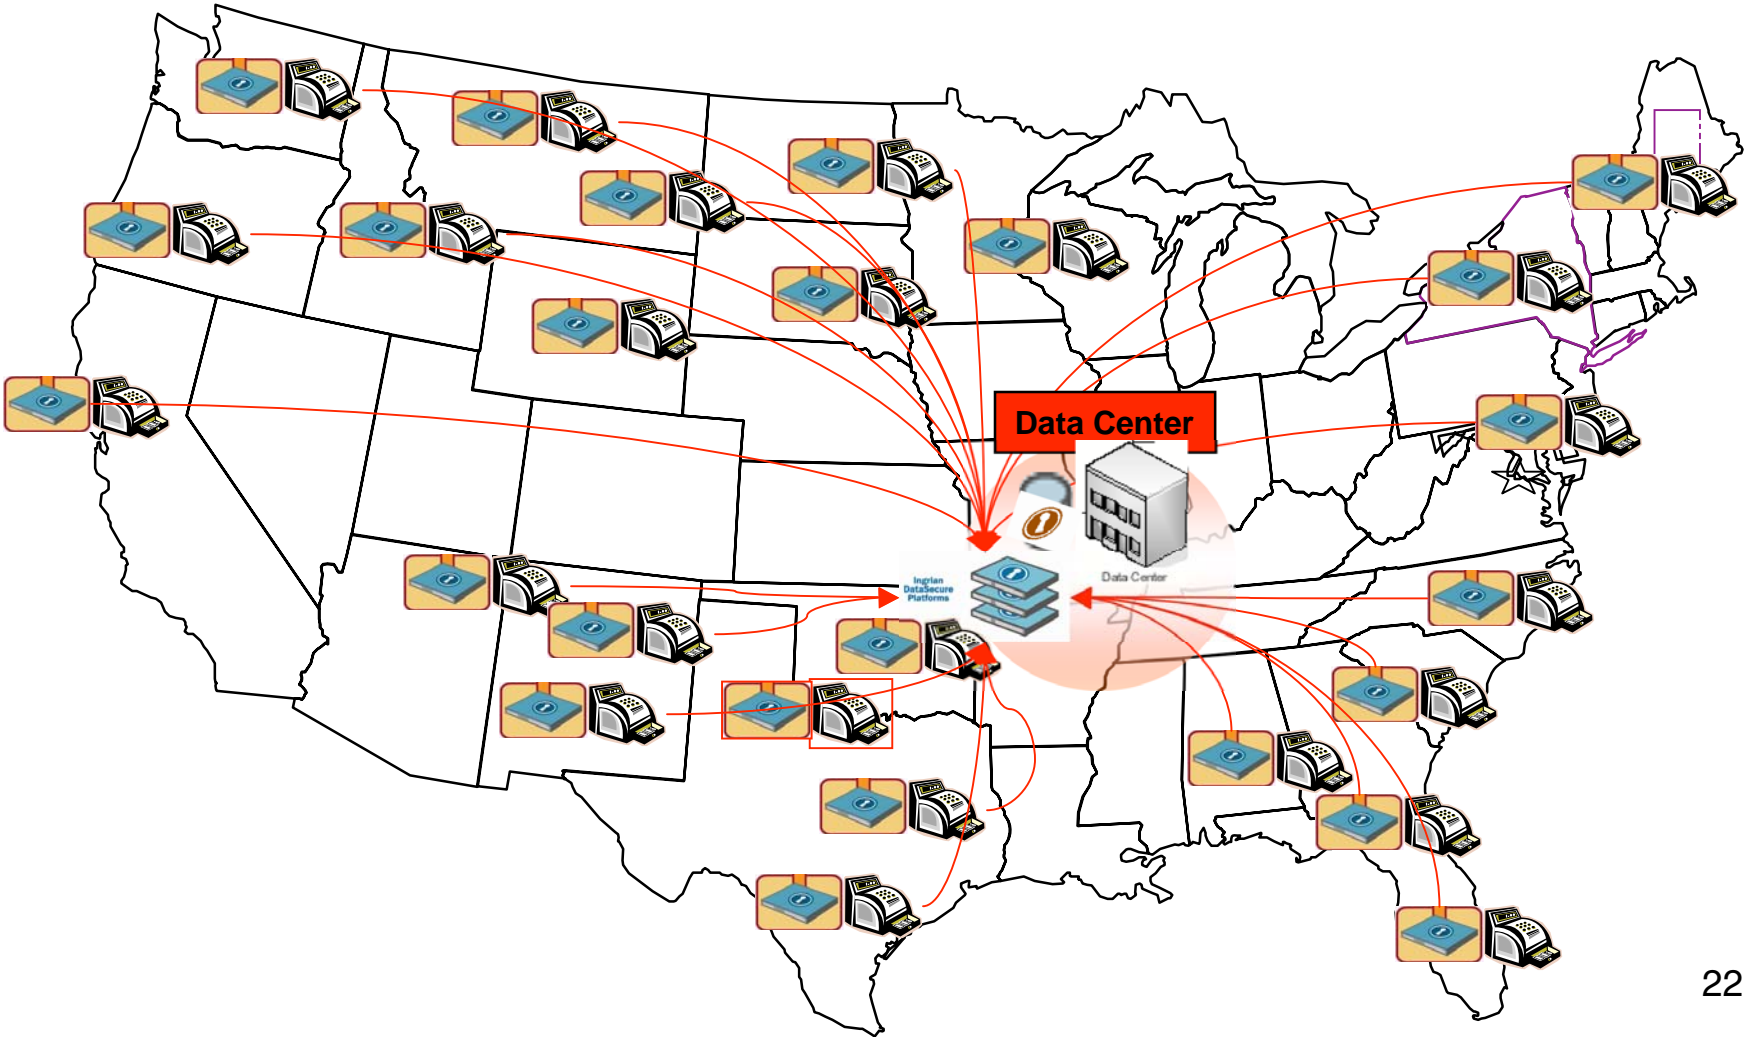 Data Center
Ingrian
DataSecure
Platforms
Data Center
22